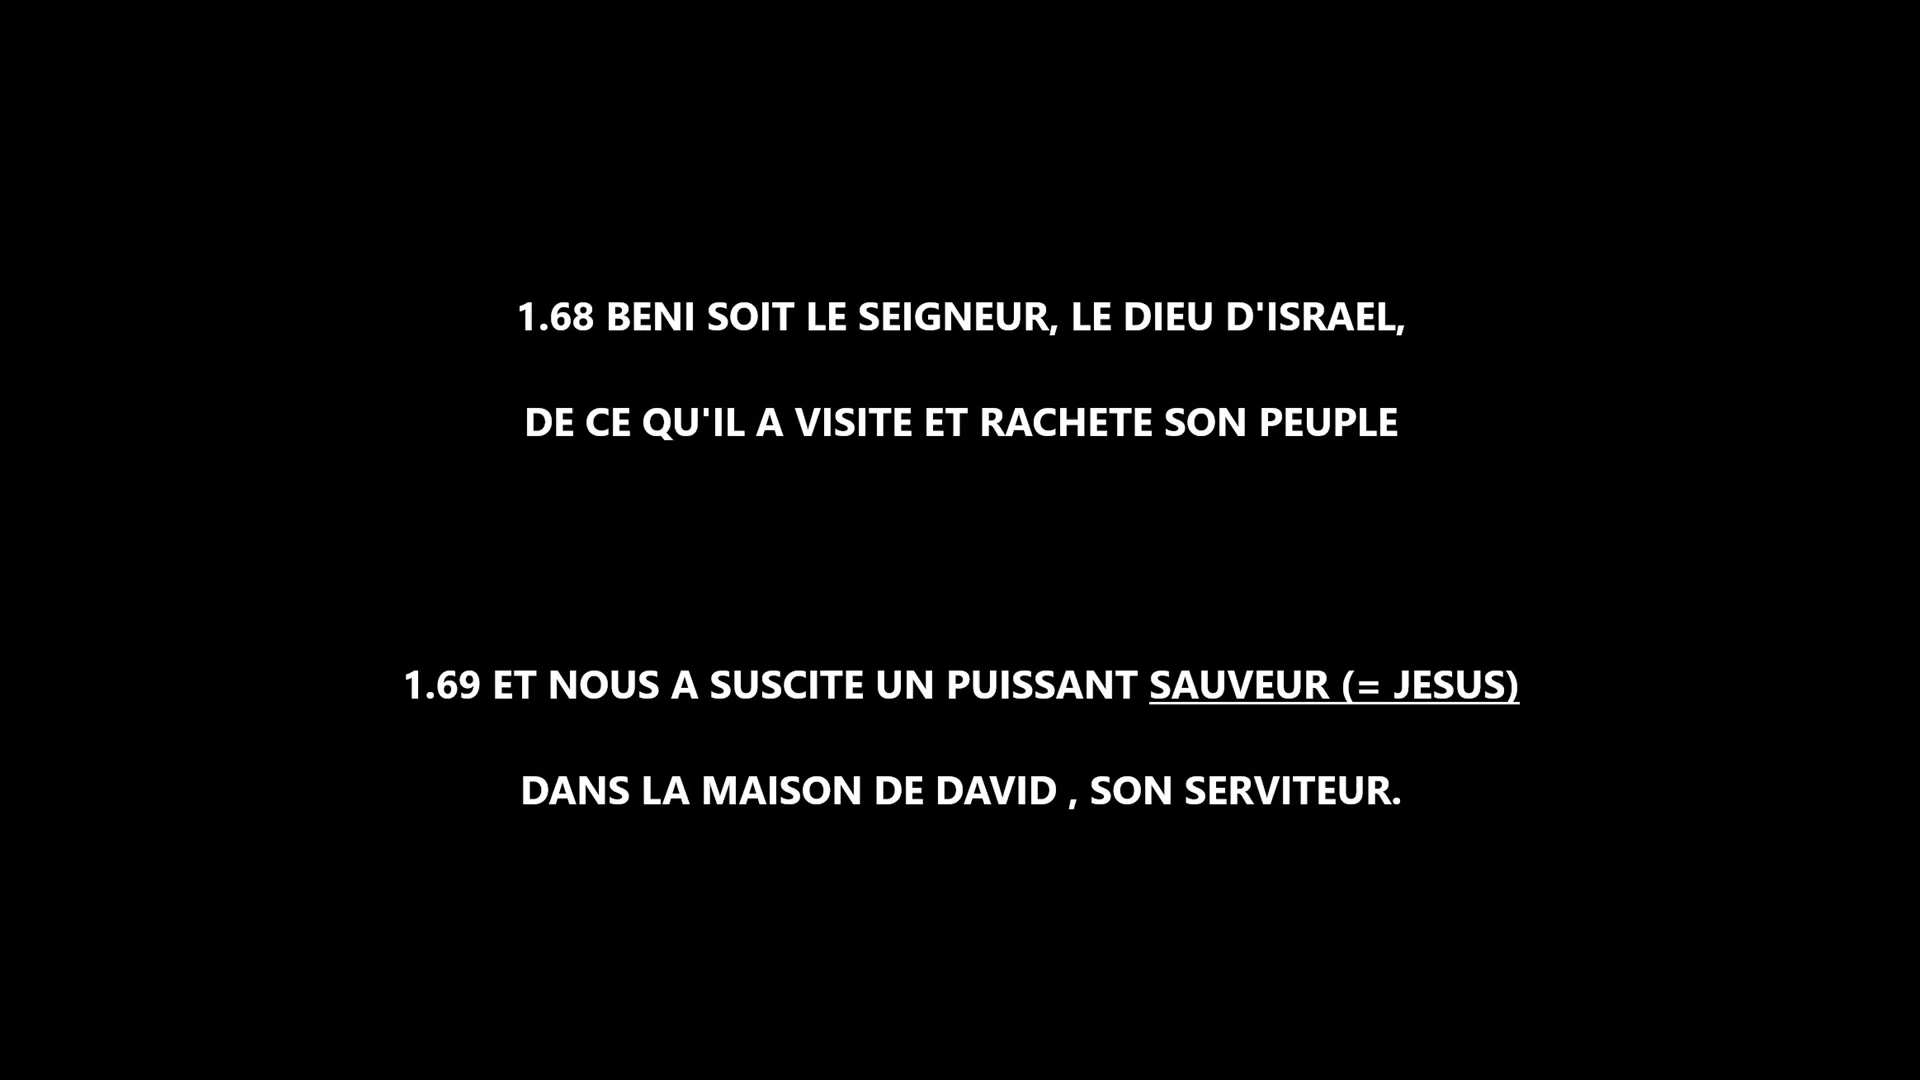 1.68 BENI SOIT LE SEIGNEUR, LE DIEU D'ISRAEL,
DE CE QU'IL A VISITE ET RACHETE SON PEUPLE
1.69 ET NOUS A SUSCITE UN PUISSANT SAUVEUR (= JESUS)
DANS LA MAISON DE DAVID , SON SERVITEUR.